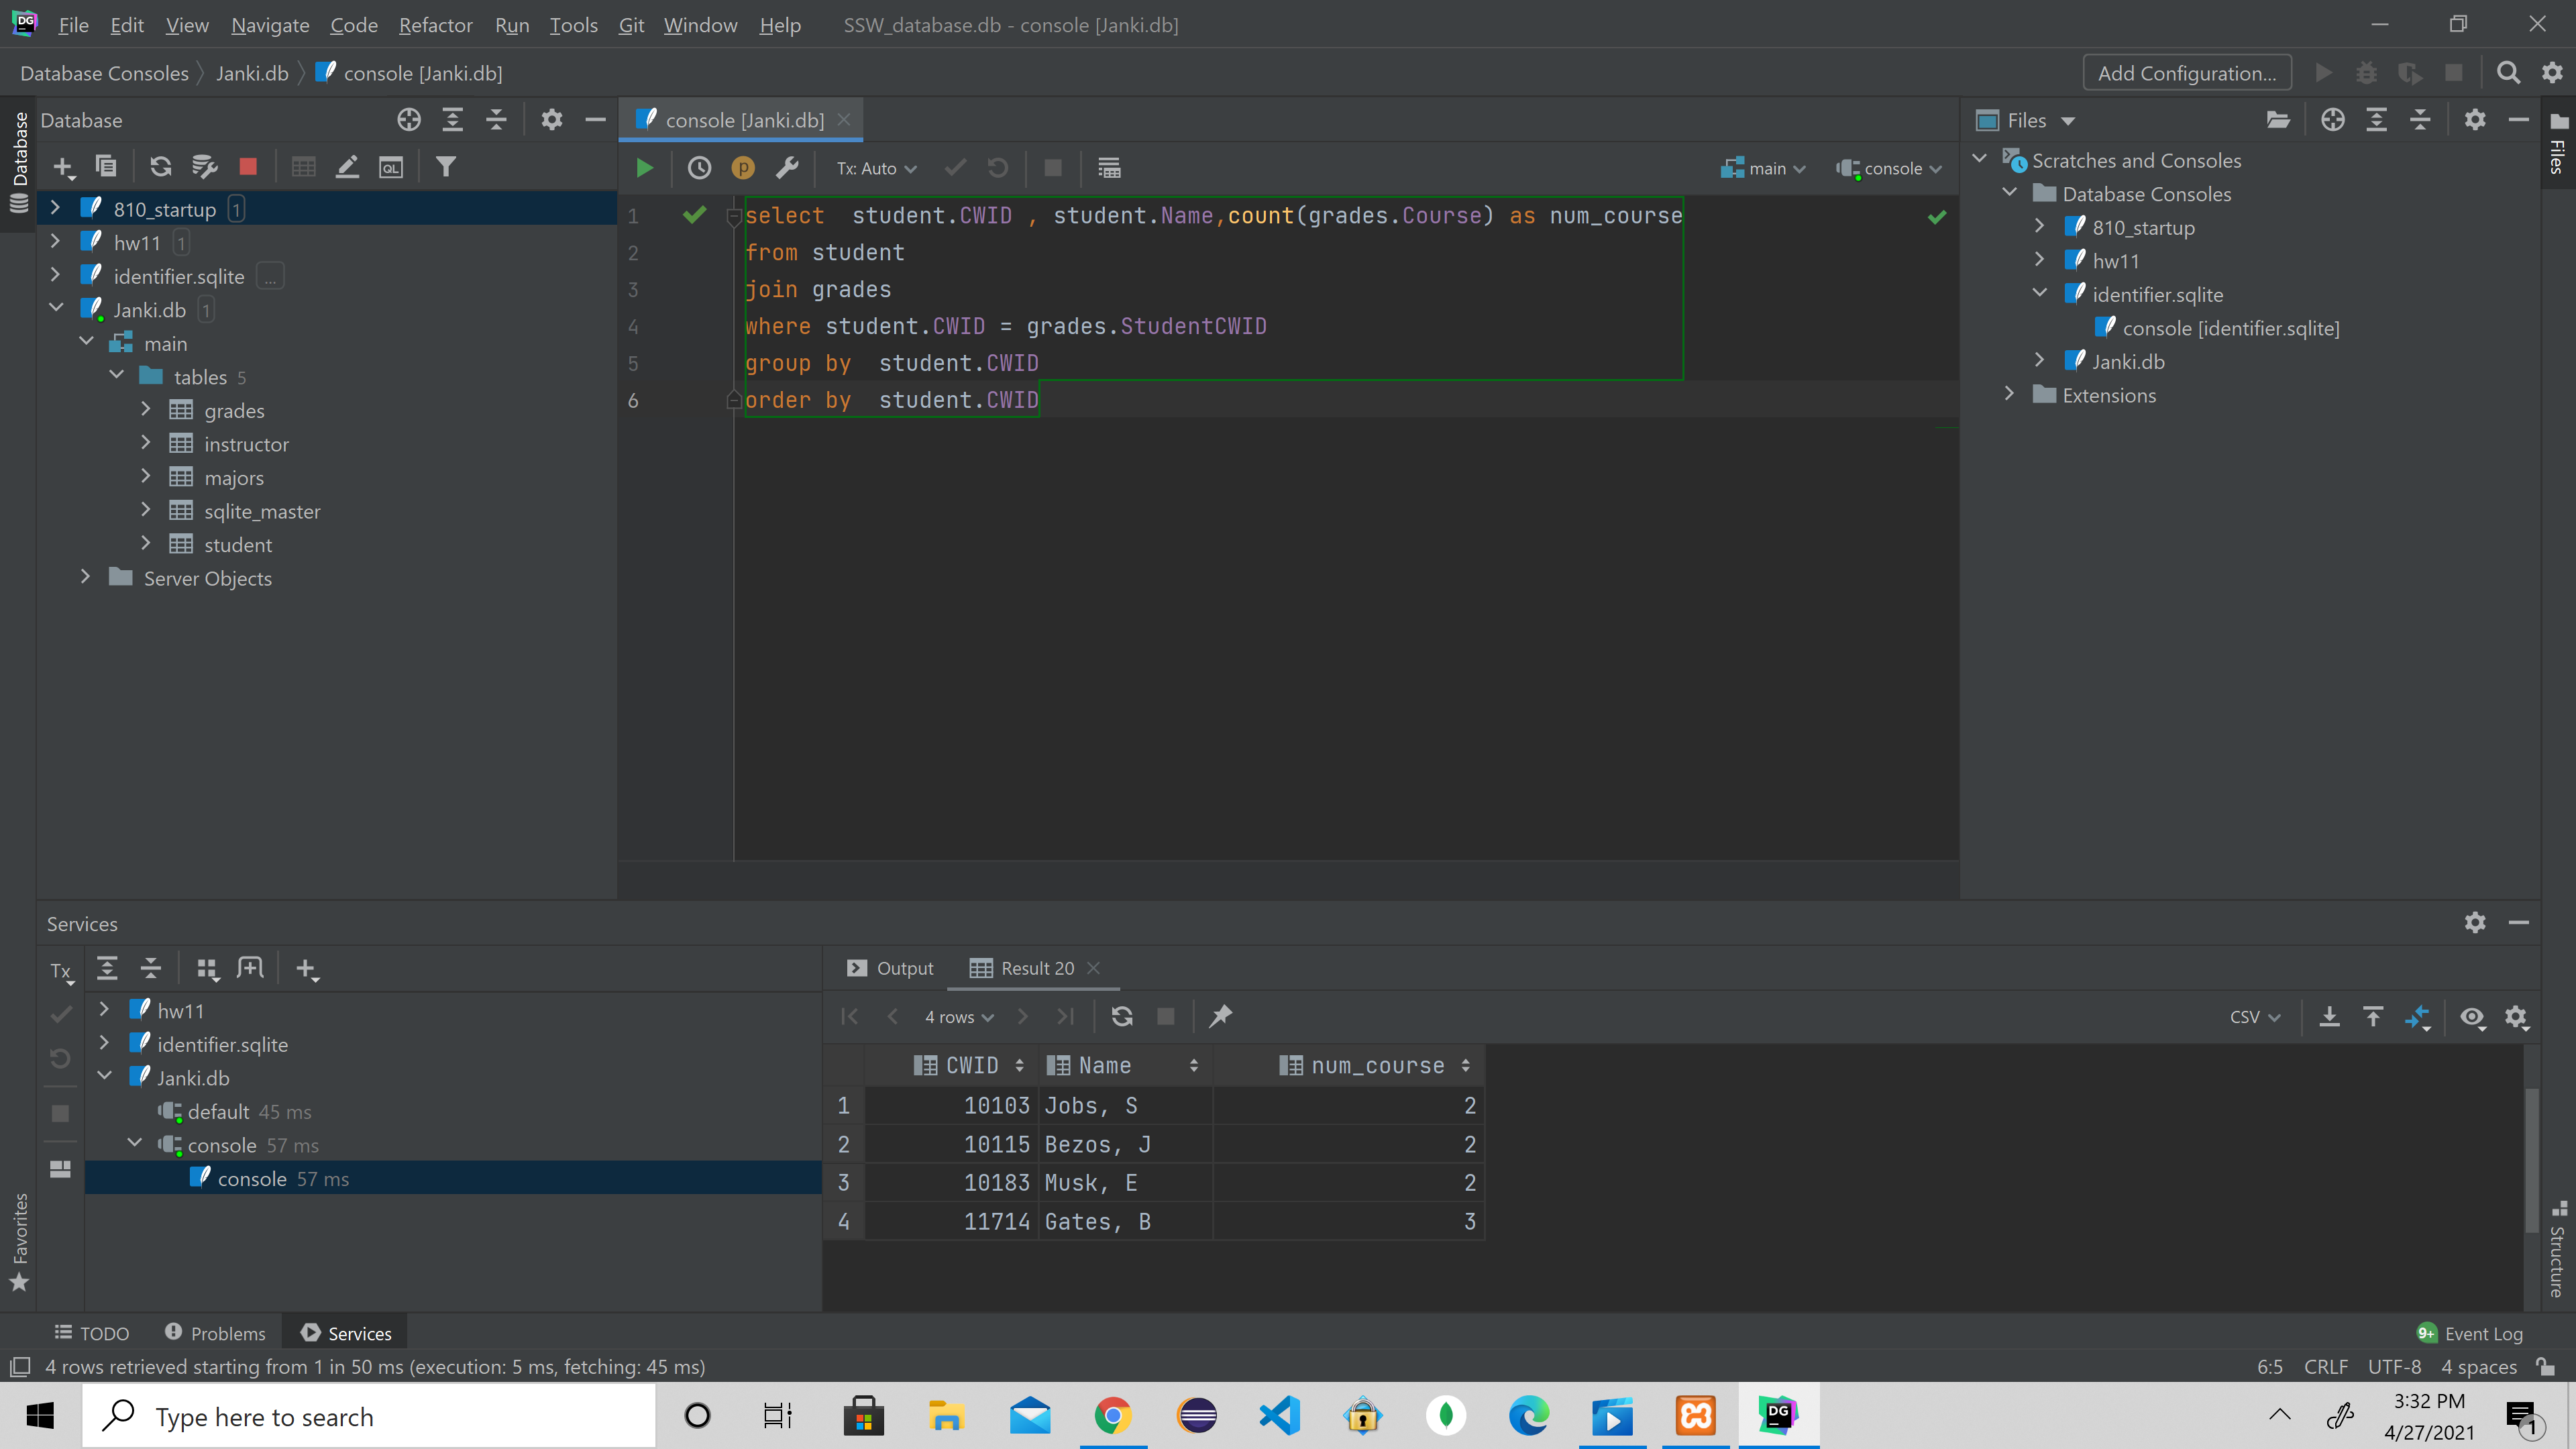 DG File Edit View Navigate Code Refactor Run Tools Git Window Help SSW_database.db - console [Janki.db]
Database Consoles Janki.db console [Janki.db] Add Configuration...
Database
Database
console [Janki.db]
Files
Files
Tx: Auto
main
console
810_startup 1
hw11 1
identifier.sqlite ...
Janki.db 1
main
tables 5
grades
instructor
majors
sqlite_master
student
Server Objects
1 select  student.CWID , student.Name,count(grades.Course) as num_course
2 from student
3 join grades
4 where student.CWID = grades.StudentCWID
5 group by  student.CWID
6 order by  student.CWID
Scratches and Consoles
Database Consoles
810_startup
hw11
identifier.sqlite
console [identifier.sqlite]
Janki.db
Extensions
Services
Tx
hw11
identifier.sqlite
Janki.db
default 45 ms
console 57 ms
console 57 ms
Output Result 20
4 rows CSV
CWID Name num_course
1 10103 Jobs, S 2
2 10115 Bezos, J 2
3 10183 Musk, E 2
4 11714 Gates, B 3
Favorites
Structure
TODO Problems Services 9+ Event Log
4 rows retrieved starting from 1 in 50 ms (execution: 5 ms, fetching: 45 ms) 6:5 CRLF UTF-8 4 spaces
Type here to search
DG
3:32 PM
4/27/2021
1